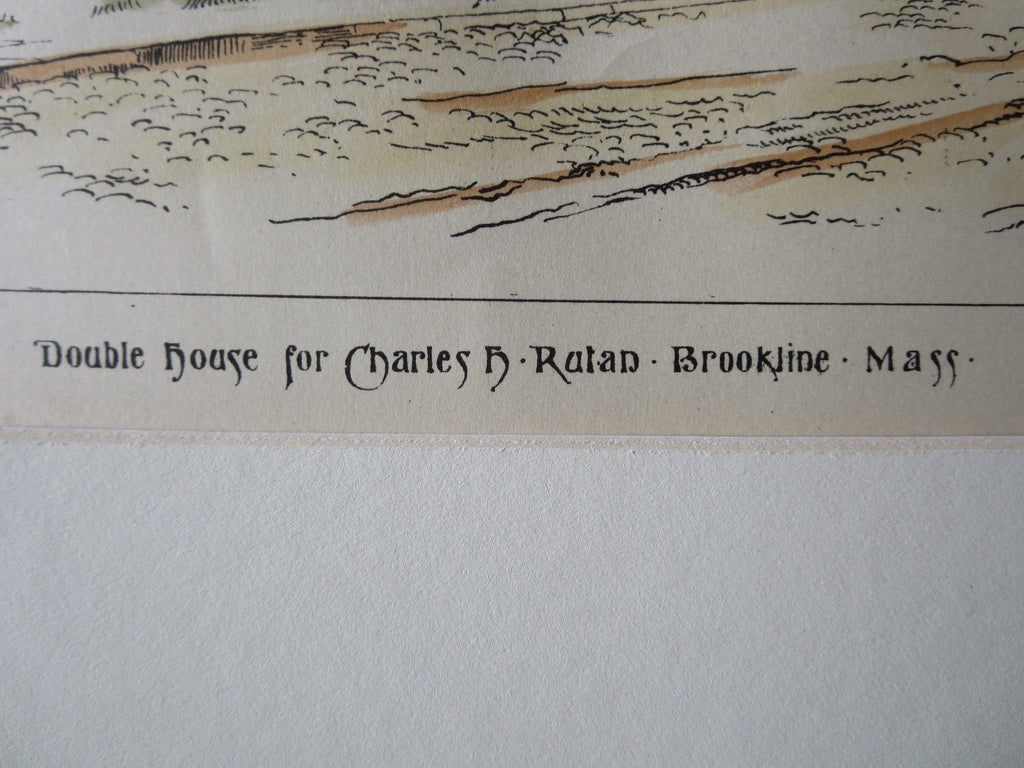 Double House for Charles H · Rutan · Brookline · Mass ·